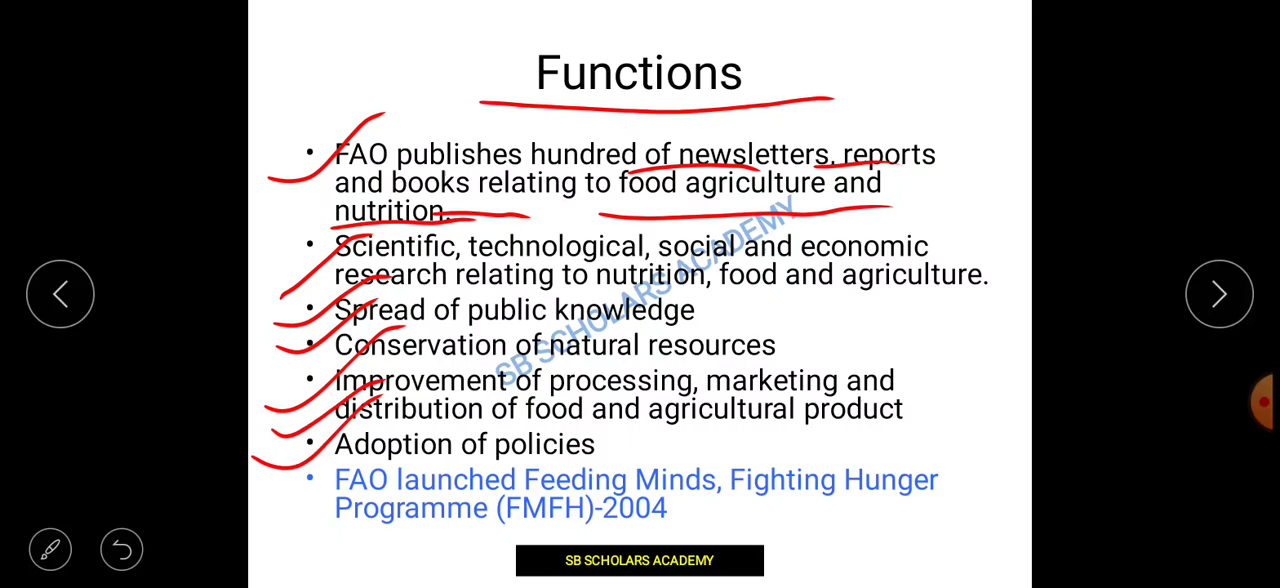 Functions
• FAO publishes hundred of newsletters, reports
and books relating to food agriculture and
nutrition.
• Scientific, technological, social and economic
research relating to nutrition, food and agriculture.
• Spread of public knowledge
• Conservation of natural resources
• Improvement of processing, marketing and
distribution of food and agricultural product
• Adoption of policies
• FAO launched Feeding Minds, Fighting Hunger
Programme (FMFH)-2004
SB SCHOLARS ACADEMY
SB SCHOLARS ACADEMY